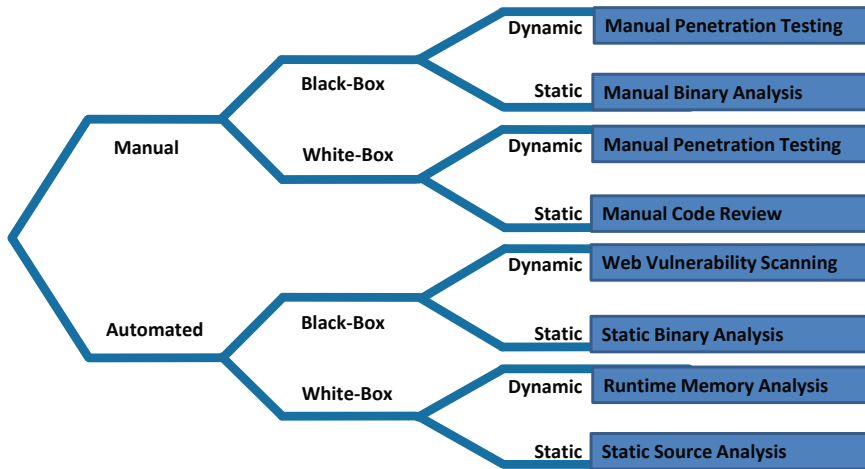 Dynamic Manual Penetration Testing
Black-Box
Static Manual Binary Analysis
Manual
Dynamic Manual Penetration Testing
White-Box
Static Manual Code Review
Dynamic Web Vulnerability Scanning
Automated
Black-Box
Static Static Binary Analysis
Dynamic Runtime Memory Analysis
White-Box
Static Static Source Analysis